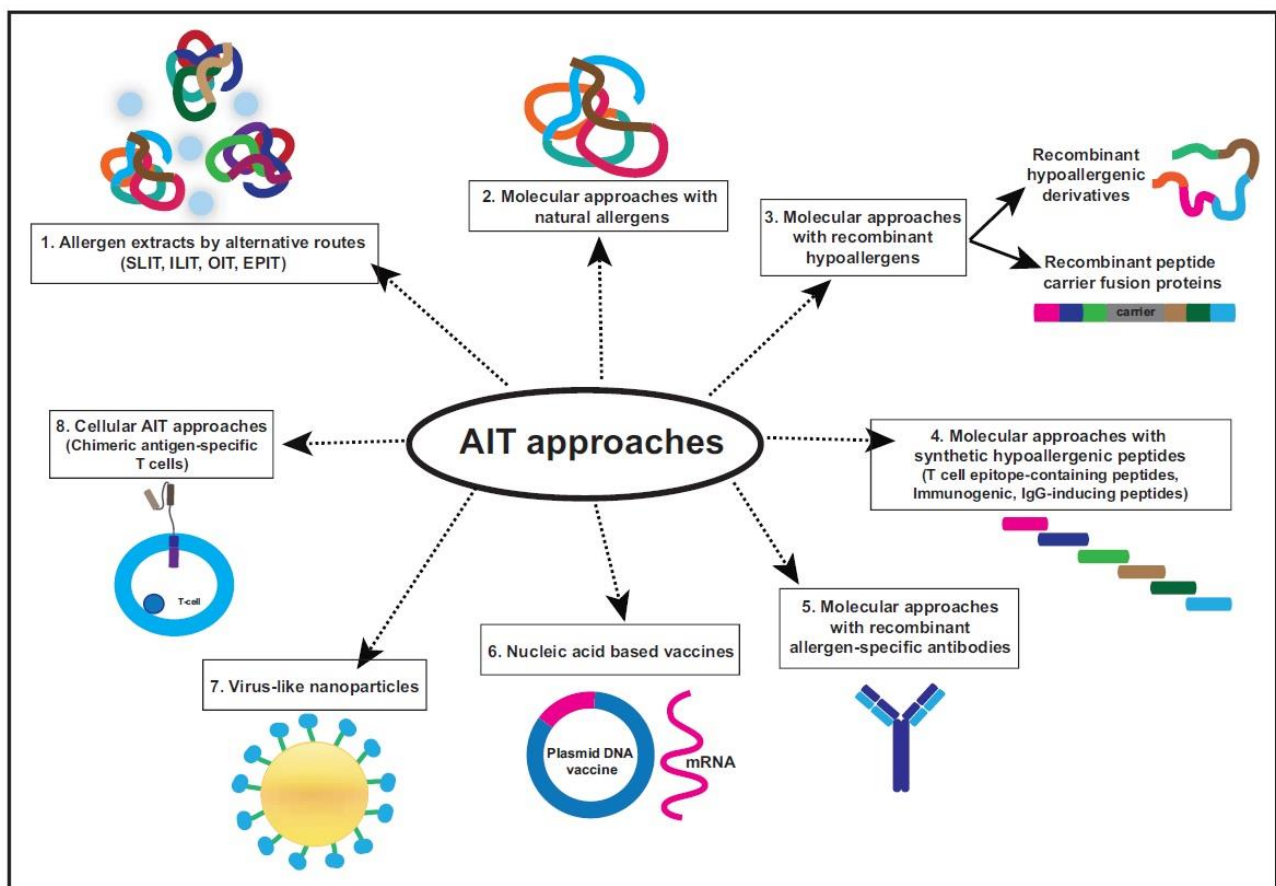 1. Allergen extracts by alternative routes
(SLIT, ILIT, OIT, EPIT)
2. Molecular approaches with
natural allergens
3. Molecular approaches
with recombinant
hypoallergens
Recombinant
hypoallergenic
derivatives
Recombinant peptide
carrier fusion proteins
carrier
AIT approaches
8. Cellular AIT approaches
(Chimeric antigen-specific
T cells)
T-cell
4. Molecular approaches with
synthetic hypoallergenic peptides
(T cell epitope-containing peptides,
Immunogenic, IgG-inducing peptides)
5. Molecular approaches
with recombinant
allergen-specific antibodies
6. Nucleic acid based vaccines
Plasmid DNA
vaccine
mRNA
7. Virus-like nanoparticles